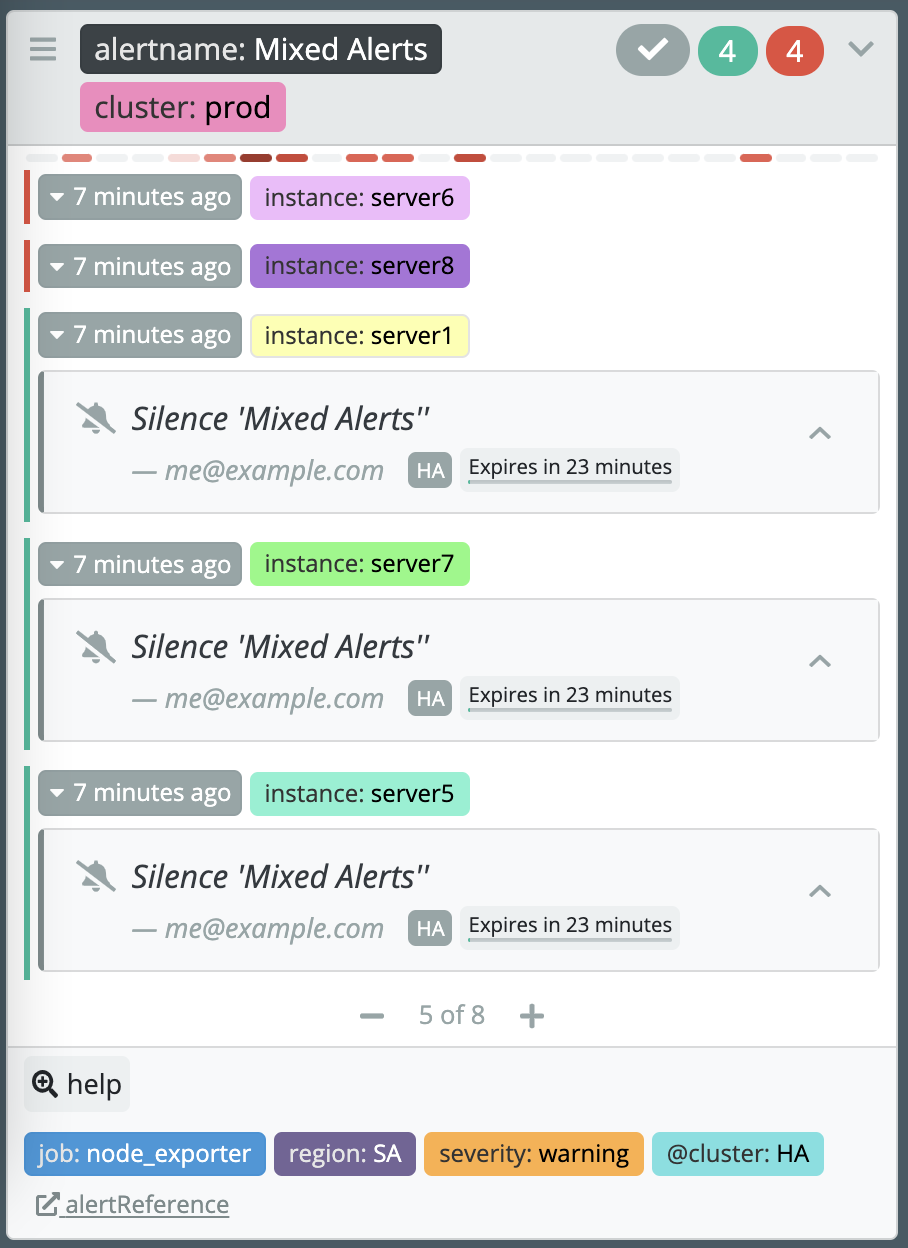 alertname: Mixed Alerts
4
4
cluster: prod
7 minutes ago instance: server6
7 minutes ago instance: server8
7 minutes ago instance: server1
Silence 'Mixed Alerts''
— me@example.com HA Expires in 23 minutes
7 minutes ago instance: server7
Silence 'Mixed Alerts''
— me@example.com HA Expires in 23 minutes
7 minutes ago instance: server5
Silence 'Mixed Alerts''
— me@example.com HA Expires in 23 minutes
5 of 8
help
job: node_exporter region: SA severity: warning @cluster: HA
alertReference